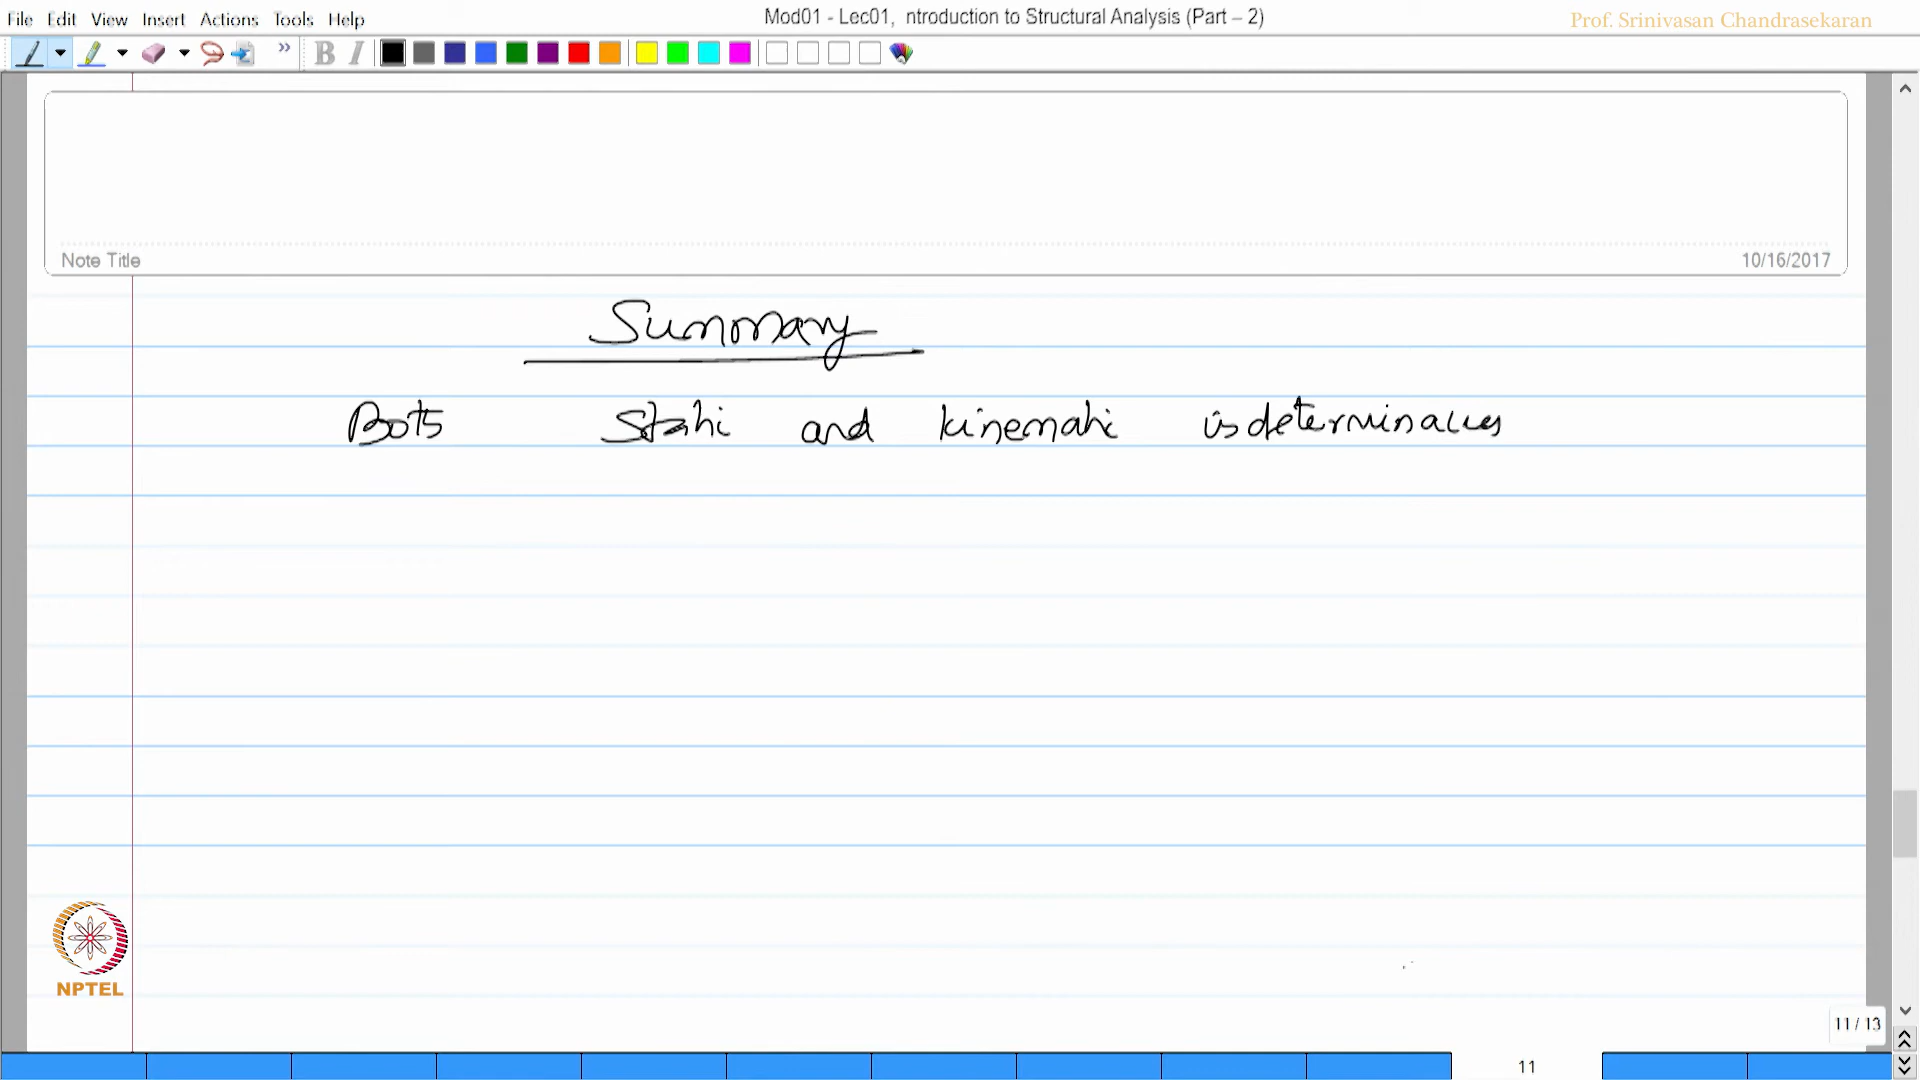 File Edit View Insert Actions Tools Help
Mod01 - Lec01, ntroduction to Structural Analysis (Part – 2)
Prof. Srinivasan Chandrasekaran
B I
Note Title
10/16/2017
Summary
Both Static and kinematic indeterminacies
NPTEL
11 / 13
11